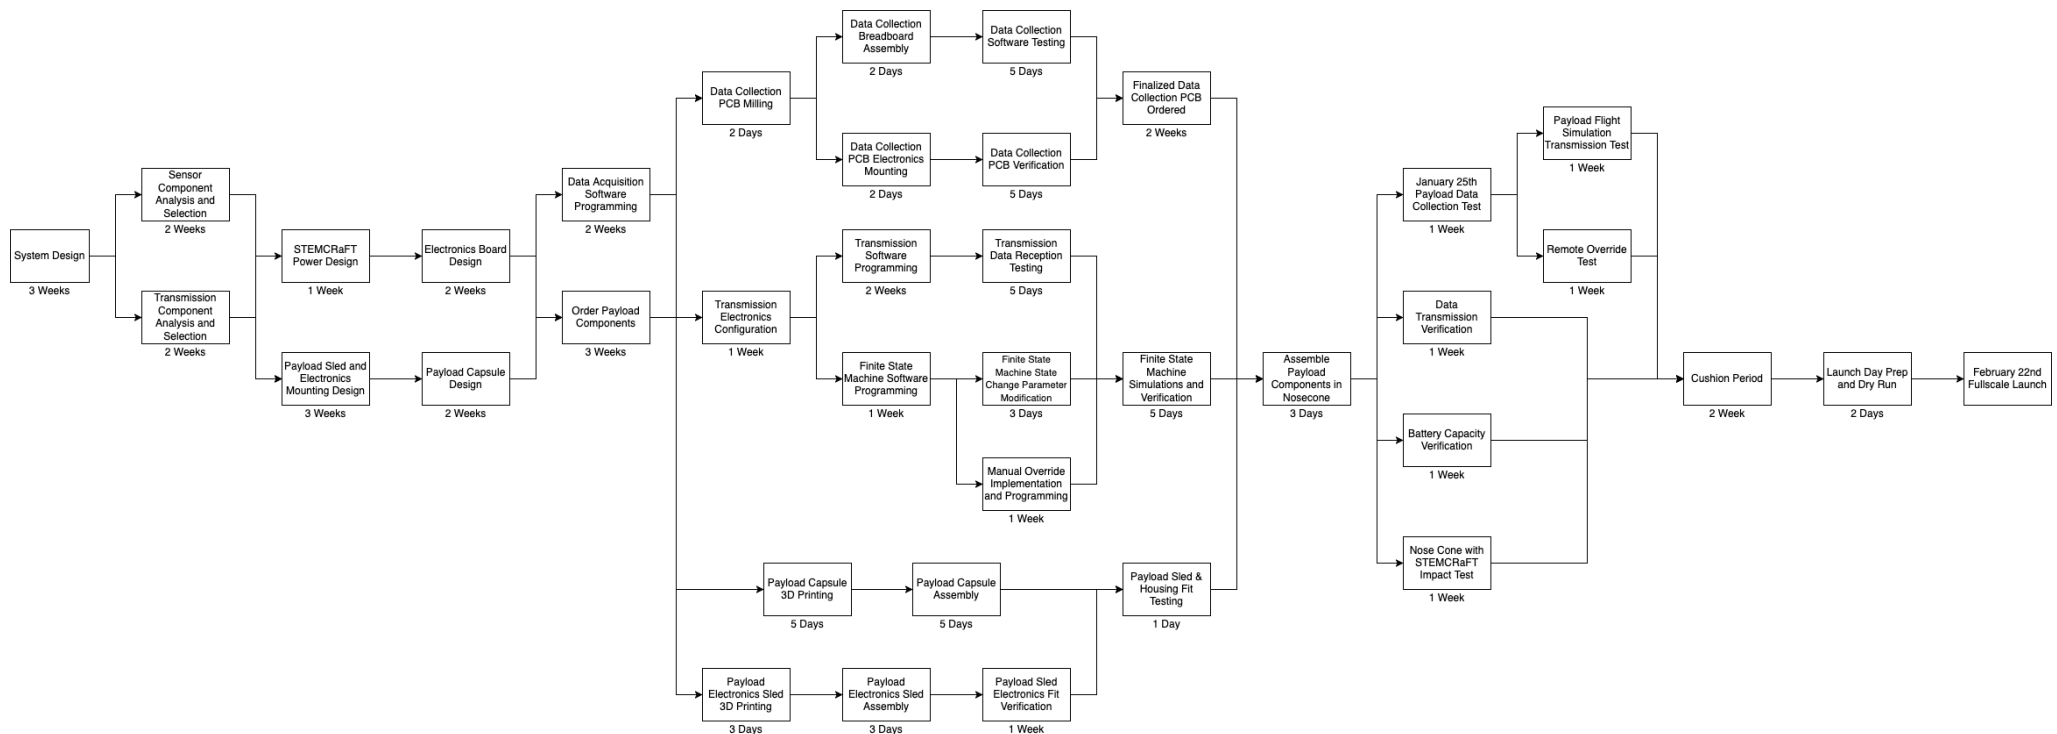 System Design
3 Weeks
Sensor
Component
Analysis and
Selection
2 Weeks
Transmission
Component
Analysis and
Selection
2 Weeks
STEMCRaFT
Power Design
1 Week
Payload Sled and
Electronics
Mounting Design
3 Weeks
Electronics Board
Design
2 Weeks
Payload Capsule
Design
2 Weeks
Data Acquisition
Software
Programming
2 Weeks
Order Payload
Components
3 Weeks
Data Collection
PCB Milling
2 Days
Data Collection
Breadboard
Assembly
2 Days
Data Collection
Software Testing
5 Days
Data Collection
PCB Electronics
Mounting
2 Days
Data Collection
PCB Verification
5 Days
Finalized Data
Collection PCB
Ordered
2 Weeks
Transmission
Electronics
Configuration
1 Week
Transmission
Software
Programming
2 Weeks
Transmission
Data Reception
Testing
5 Days
Finite State
Machine Software
Programming
1 Week
Finite State
Machine State
Change Parameter
Modification
3 Days
Manual Override
Implementation
and Programming
1 Week
Finite State
Machine
Simulations and
Verification
5 Days
Payload Capsule
3D Printing
5 Days
Payload Capsule
Assembly
5 Days
Payload Sled &
Housing Fit
Testing
1 Day
Payload
Electronics Sled
3D Printing
3 Days
Payload
Electronics Sled
Assembly
3 Days
Payload Sled
Electronics Fit
Verification
1 Week
Assemble
Payload
Components in
Nosecone
3 Days
January 25th
Payload Data
Collection Test
1 Week
Payload Flight
Simulation
Transmission Test
1 Week
Remote Override
Test
1 Week
Data
Transmission
Verification
1 Week
Battery Capacity
Verification
1 Week
Nose Cone with
STEMCRaFT
Impact Test
1 Week
Cushion Period
2 Week
Launch Day Prep
and Dry Run
2 Days
February 22nd
Fullscale Launch